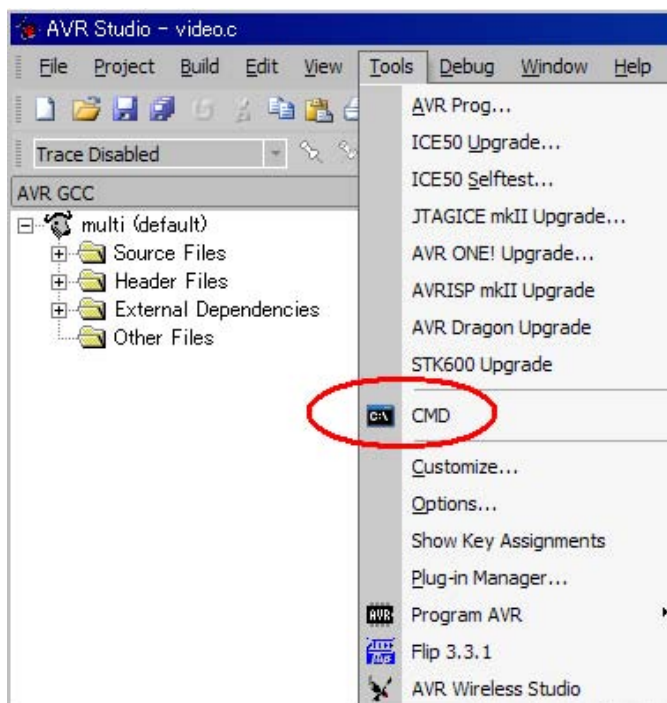 AVR Studio - video.c
File Project Build Edit View Tools Debug Window Help
Trace Disabled
AVR GCC
multi (default)
Source Files
Header Files
External Dependencies
Other Files
AVR Prog...
ICE50 Upgrade...
ICE50 Selftest...
JTAGICE mkII Upgrade...
AVR ONE! Upgrade...
AVRISP mkII Upgrade
AVR Dragon Upgrade
STK600 Upgrade
C:\ CMD
Customize...
Options...
Show Key Assignments
Plug-in Manager...
AVR Program AVR
Flip 3.3.1
AVR Wireless Studio